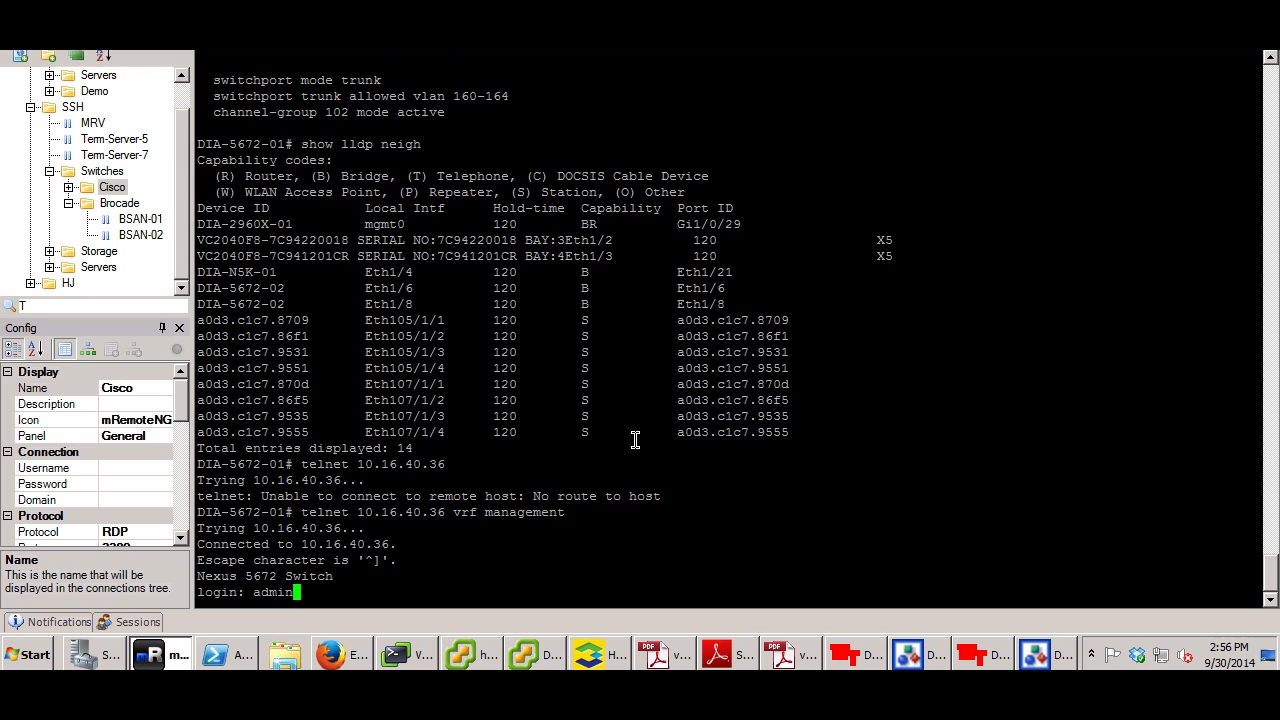 Servers
Demo
SSH
MRV
Term-Server-5
Term-Server-7
Switches
Cisco
Brocade
BSAN-01
BSAN-02
Storage
Servers
HJ
T
Config
Display
Name Cisco
Description
Icon mRemoteNG
Panel General
Connection
Username
Password
Domain
Protocol
Protocol RDP
Name
This is the name that will be
displayed in the connections tree.
switchport mode trunk
switchport trunk allowed vlan 160-164
channel-group 102 mode active
DIA-5672-01# show lldp neigh
Capability codes:
(R) Router, (B) Bridge, (T) Telephone, (C) DOCSIS Cable Device
(W) WLAN Access Point, (P) Repeater, (S) Station, (O) Other
Device ID Local Intf Hold-time Capability Port ID
DIA-2960X-01 mgmt0 120 BR Gi1/0/29
VC2040F8-7C94220018 SERIAL NO:7C94220018 BAY:3Eth1/2 120 X5
VC2040F8-7C941201CR SERIAL NO:7C941201CR BAY:4Eth1/3 120 X5
DIA-N5K-01 Eth1/4 120 B Eth1/21
DIA-5672-02 Eth1/6 120 B Eth1/6
DIA-5672-02 Eth1/8 120 B Eth1/8
a0d3.c1c7.8709 Eth105/1/1 120 S a0d3.c1c7.8709
a0d3.c1c7.86f1 Eth105/1/2 120 S a0d3.c1c7.86f1
a0d3.c1c7.9531 Eth105/1/3 120 S a0d3.c1c7.9531
a0d3.c1c7.9551 Eth105/1/4 120 S a0d3.c1c7.9551
a0d3.c1c7.870d Eth107/1/1 120 S a0d3.c1c7.870d
a0d3.c1c7.86f5 Eth107/1/2 120 S a0d3.c1c7.86f5
a0d3.c1c7.9535 Eth107/1/3 120 S a0d3.c1c7.9535
a0d3.c1c7.9555 Eth107/1/4 120 S a0d3.c1c7.9555
Total entries displayed: 14
DIA-5672-01# telnet 10.16.40.36
Trying 10.16.40.36...
telnet: Unable to connect to remote host: No route to host
DIA-5672-01# telnet 10.16.40.36 vrf management
Trying 10.16.40.36...
Connected to 10.16.40.36.
Escape character is '^]'.
Nexus 5672 Switch
login: admin
Notifications Sessions
Start S... mR m... A... E... V... h... D... H... v... S... v... D... D... D... D... 2:56 PM
9/30/2014